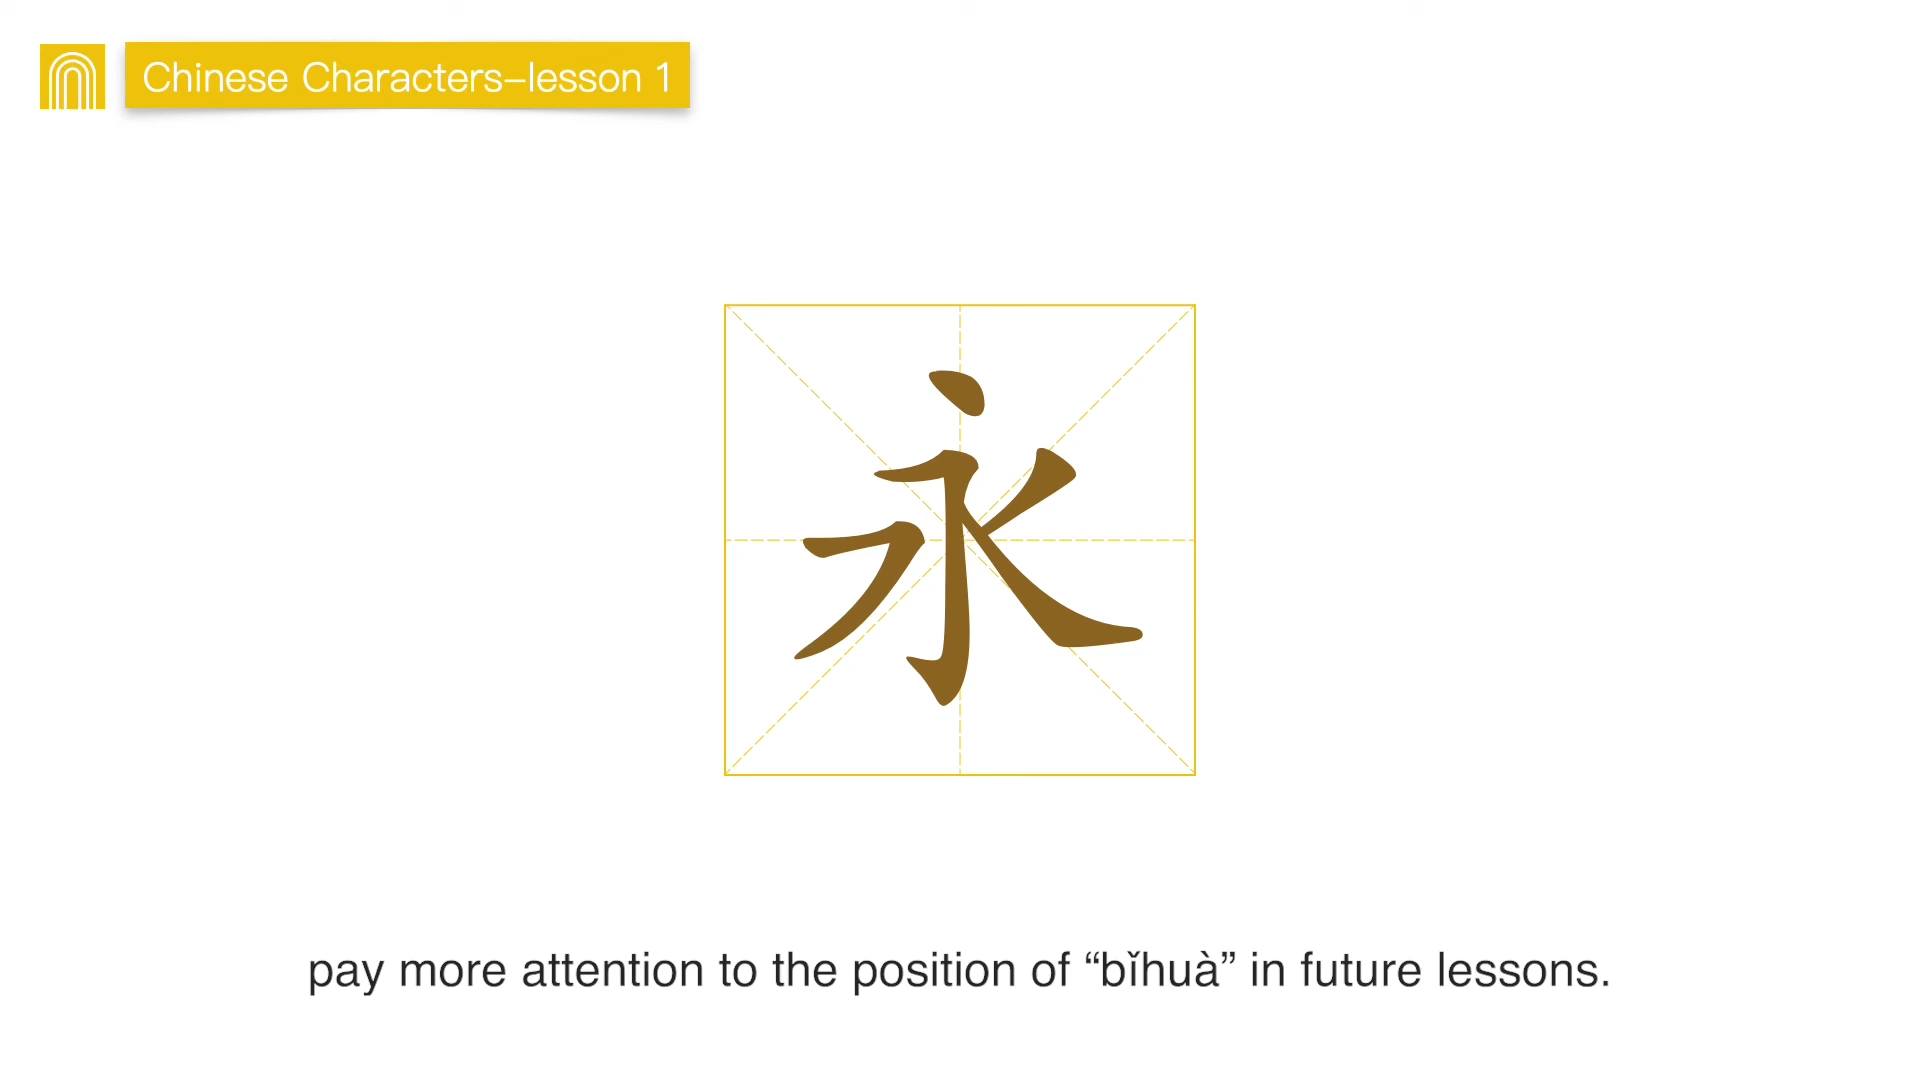 Chinese Characters–lesson 1
永
pay more attention to the position of “bǐhuà” in future lessons.